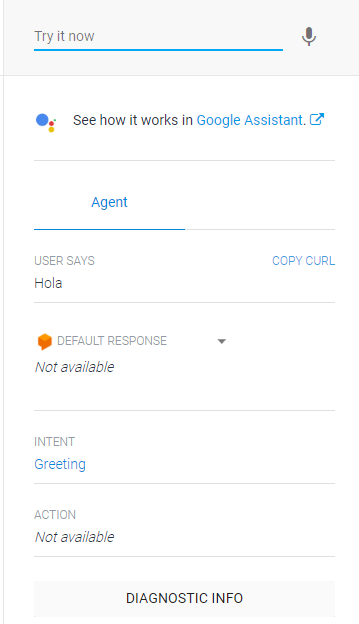 Try it now
See how it works in Google Assistant.
Agent
USER SAYS COPY CURL
Hola
DEFAULT RESPONSE
Not available
INTENT
Greeting
ACTION
Not available
DIAGNOSTIC INFO